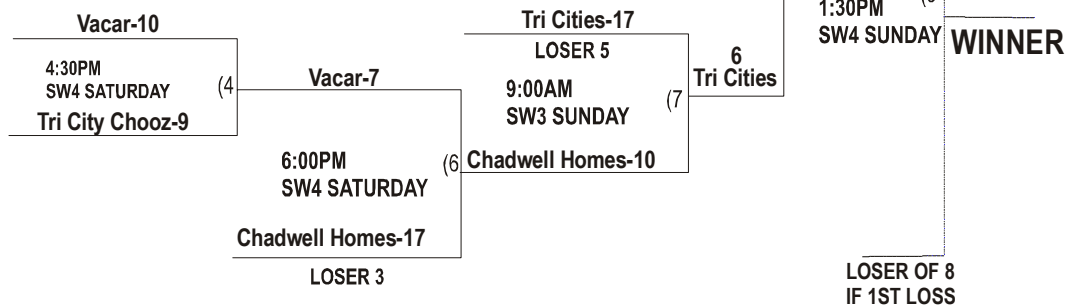 Vacar-10
4:30PM
SW4 SATURDAY
(4
Tri City Chooz-9
Vacar-7
6:00PM
SW4 SATURDAY
(6
Chadwell Homes-17
LOSER 3
Tri Cities-17
LOSER 5
9:00AM
SW3 SUNDAY
(7
Chadwell Homes-10
6
Tri Cities
1:30PM
SW4 SUNDAY
WINNER
LOSER OF 8
IF 1ST LOSS